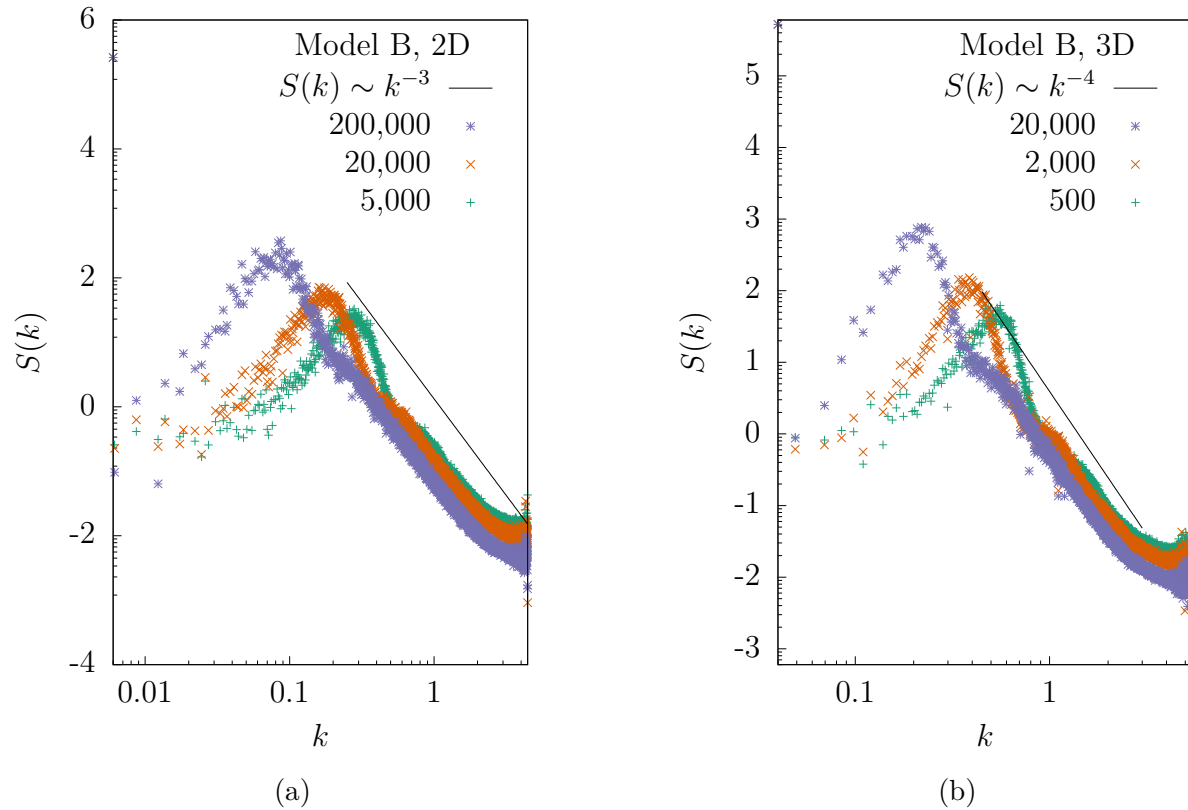 6
4
2
0
-2
-4
0.01
0.1
1
S(k)
k
Model B, 2D
S(k) ∼ k⁻³
200,000
20,000
5,000
(a)
5
4
3
2
1
0
-1
-2
-3
0.1
1
S(k)
k
Model B, 3D
S(k) ∼ k⁻⁴
20,000
2,000
500
(b)